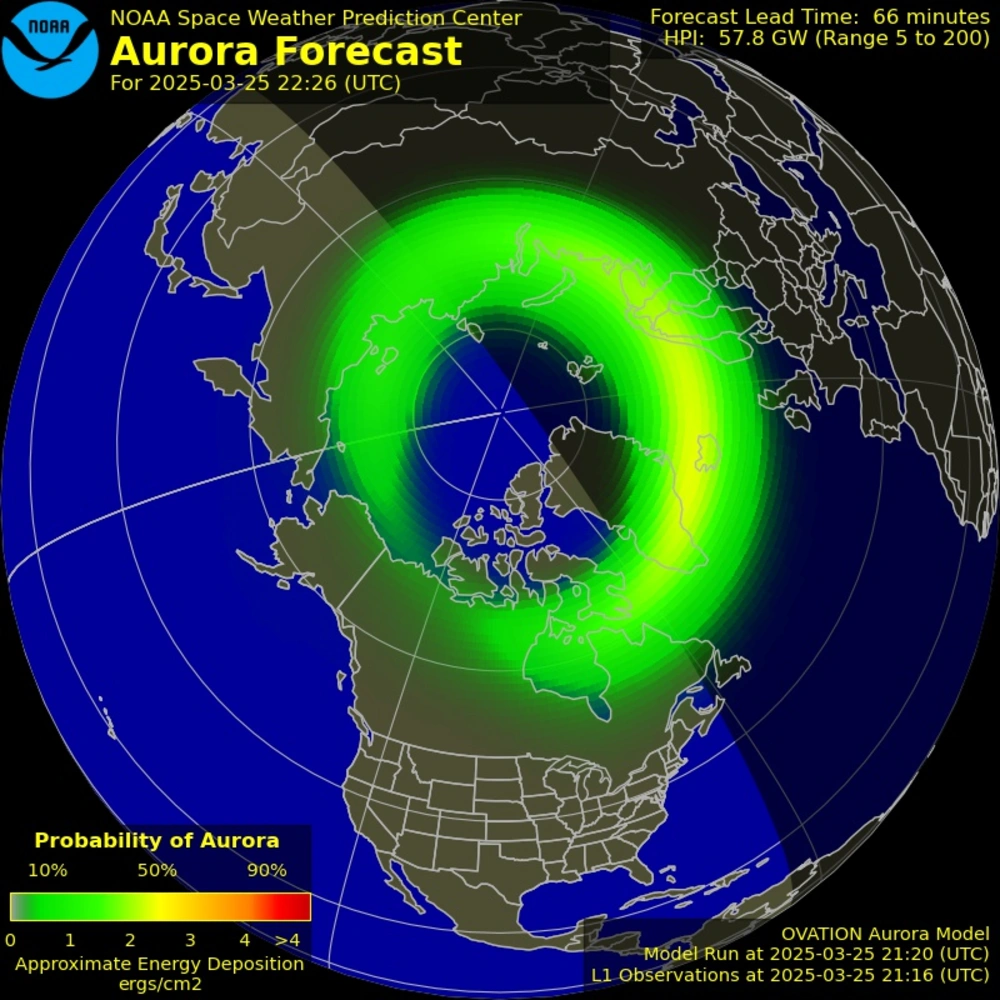 NOAA
NOAA Space Weather Prediction Center
Aurora Forecast
For 2025-03-25 22:26 (UTC)
Forecast Lead Time: 66 minutes
HPI: 57.8 GW (Range 5 to 200)
Probability of Aurora
10% 50% 90%
0 1 2 3 4 >4
Approximate Energy Deposition
ergs/cm2
OVATION Aurora Model
Model Run at 2025-03-25 21:20 (UTC)
L1 Observations at 2025-03-25 21:16 (UTC)